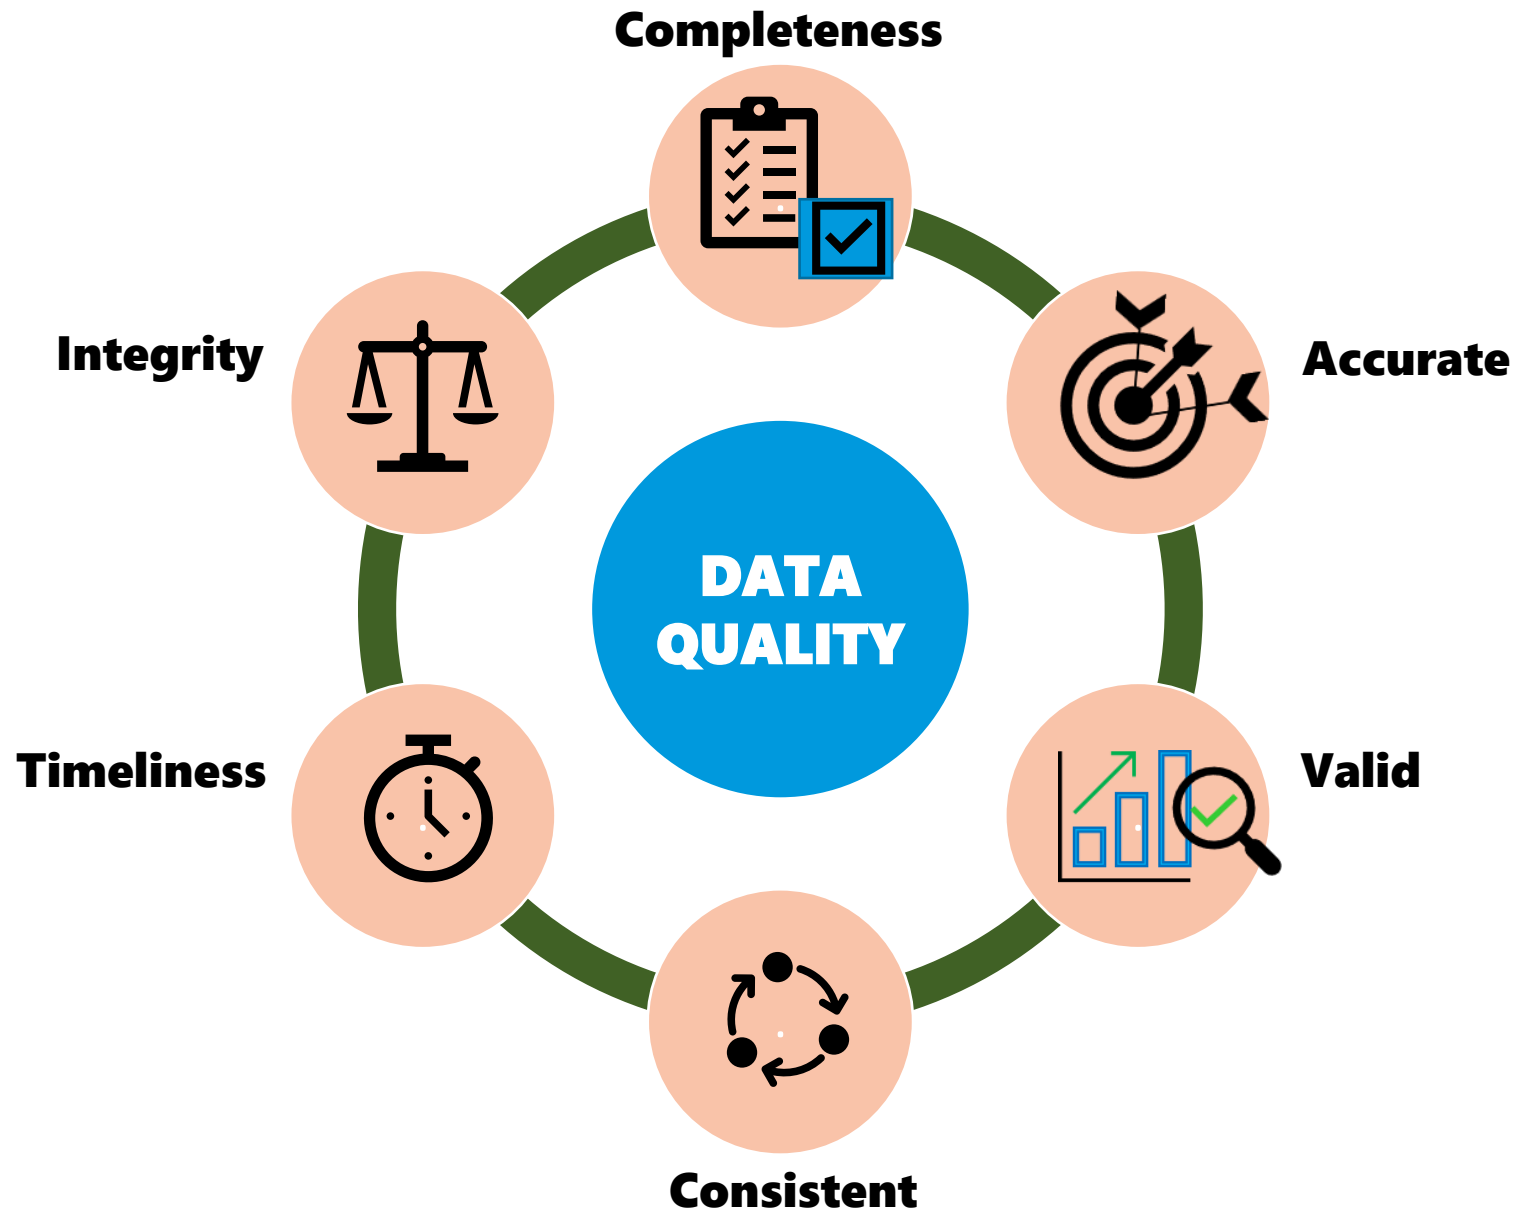 Completeness
Integrity
Accurate
DATA
QUALITY
Timeliness
Valid
Consistent